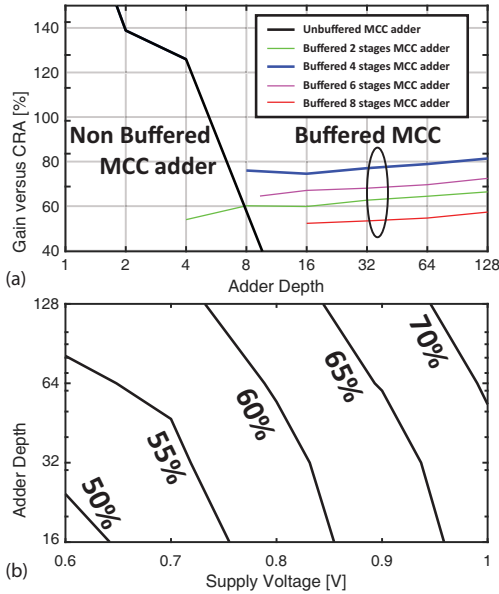 Gain versus CRA [%]
140
120
100
80
60
40
Unbuffered MCC adder
Buffered 2 stages MCC adder
Buffered 4 stages MCC adder
Buffered 6 stages MCC adder
Buffered 8 stages MCC adder
Non Buffered
MCC adder
Buffered MCC
1 2 4 8 16 32 64 128
(a)
Adder Depth
Adder Depth
128
64
32
16
50%
55%
60%
65%
70%
0.6 0.7 0.8 0.9 1
(b)
Supply Voltage [V]